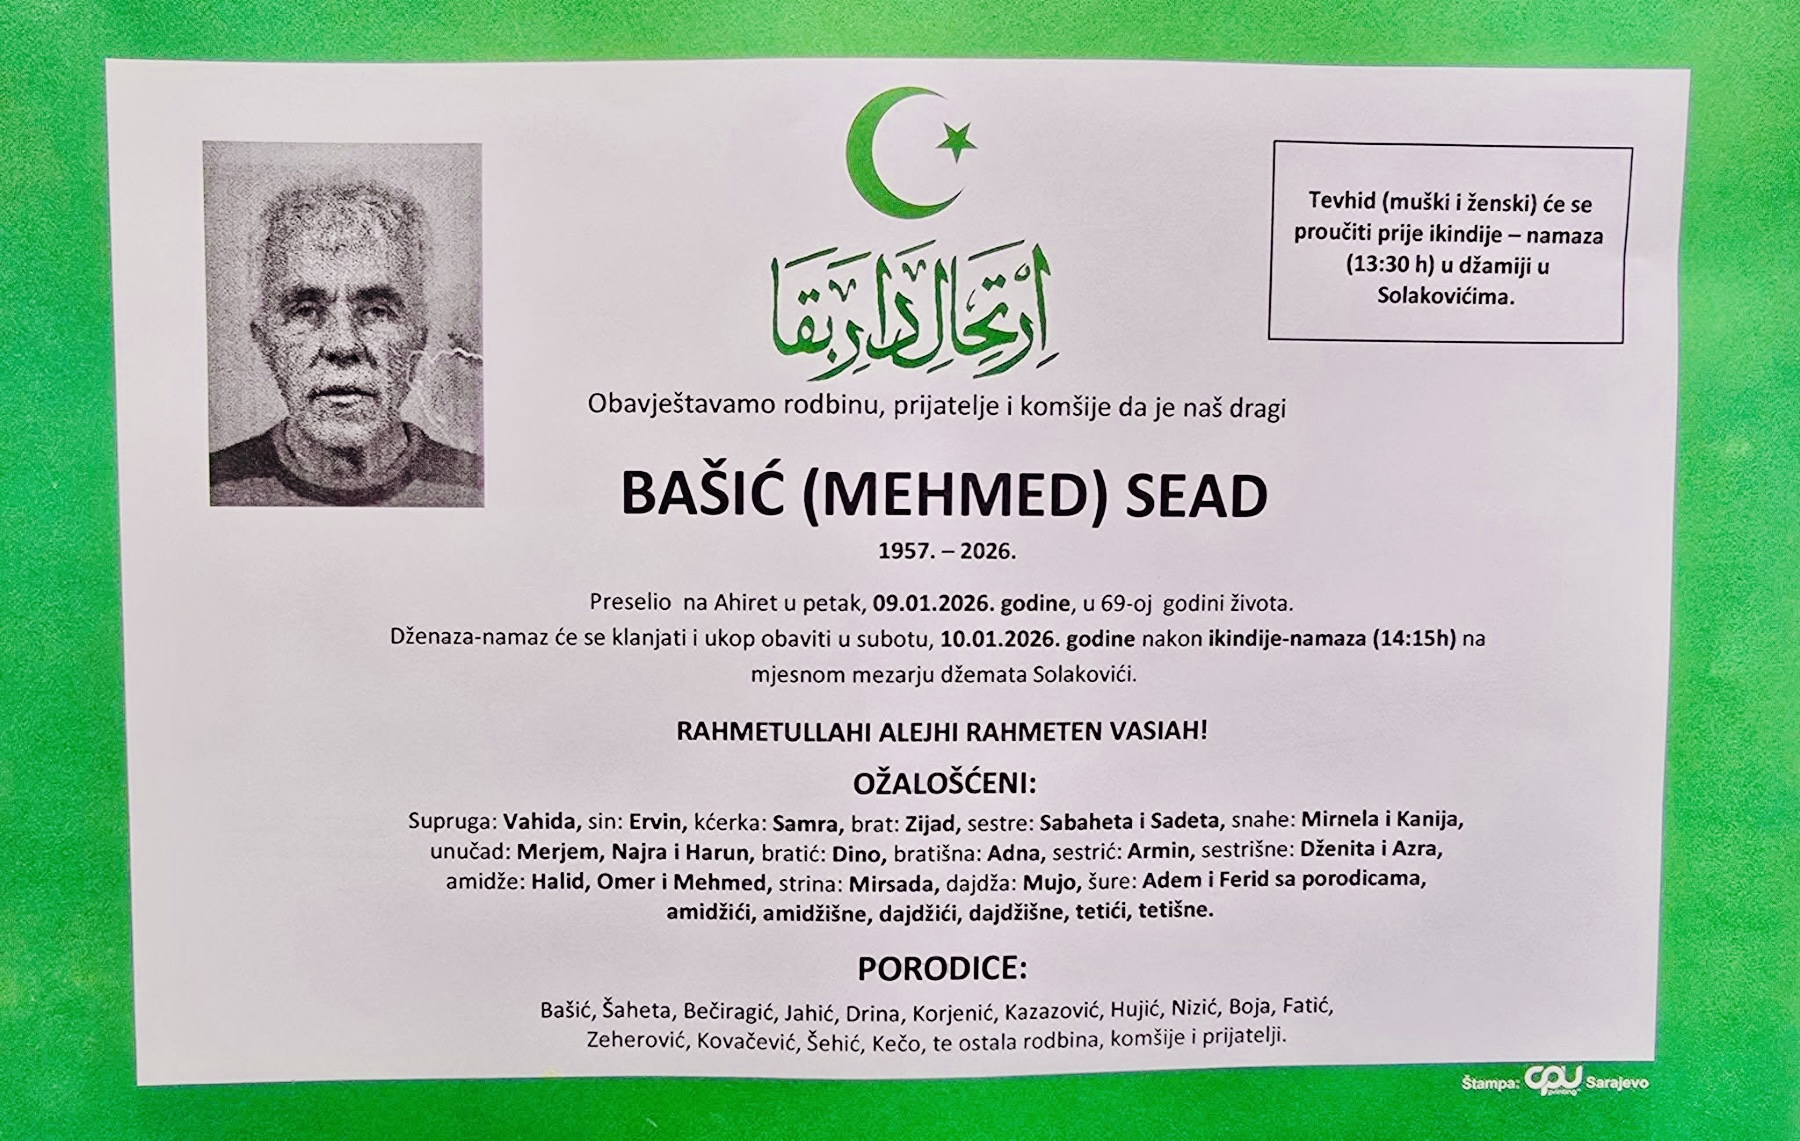 Tevhid (muški i ženski) će se
proučiti prije ikindije – namaza
(13:30 h) u džamiji u
Solakovićima.
اِرْتِحَالِ دَارِ بَقَا
Obavještavamo rodbinu, prijatelje i komšije da je naš dragi
BAŠIĆ (MEHMED) SEAD
1957. – 2026.
Preselio na Ahiret u petak, 09.01.2026. godine, u 69-oj godini života.
Dženaza-namaz će se klanjati i ukop obaviti u subotu, 10.01.2026. godine nakon ikindije-namaza (14:15h) na
mjesnom mezarju džemata Solakovići.
RAHMETULLAHI ALEJHI RAHMETEN VASIAH!
OŽALOŠĆENI:
Supruga: Vahida, sin: Ervin, kćerka: Samra, brat: Zijad, sestre: Sabaheta i Sadeta, snahe: Mirnela i Kanija,
unučad: Merjem, Najra i Harun, bratić: Dino, bratišna: Adna, sestrić: Armin, sestrišne: Dženita i Azra,
amidže: Halid, Omer i Mehmed, strina: Mirsada, dajdža: Mujo, šure: Adem i Ferid sa porodicama,
amidžići, amidžišne, dajdžići, dajdžišne, tetići, tetišne.
PORODICE:
Bašić, Šaheta, Bečiragić, Jahić, Drina, Korjenić, Kazazović, Hujić, Nizić, Boja, Fatić,
Zeherović, Kovačević, Šehić, Kečo, te ostala rodbina, komšije i prijatelji.
Štampa: CPU printing Sarajevo